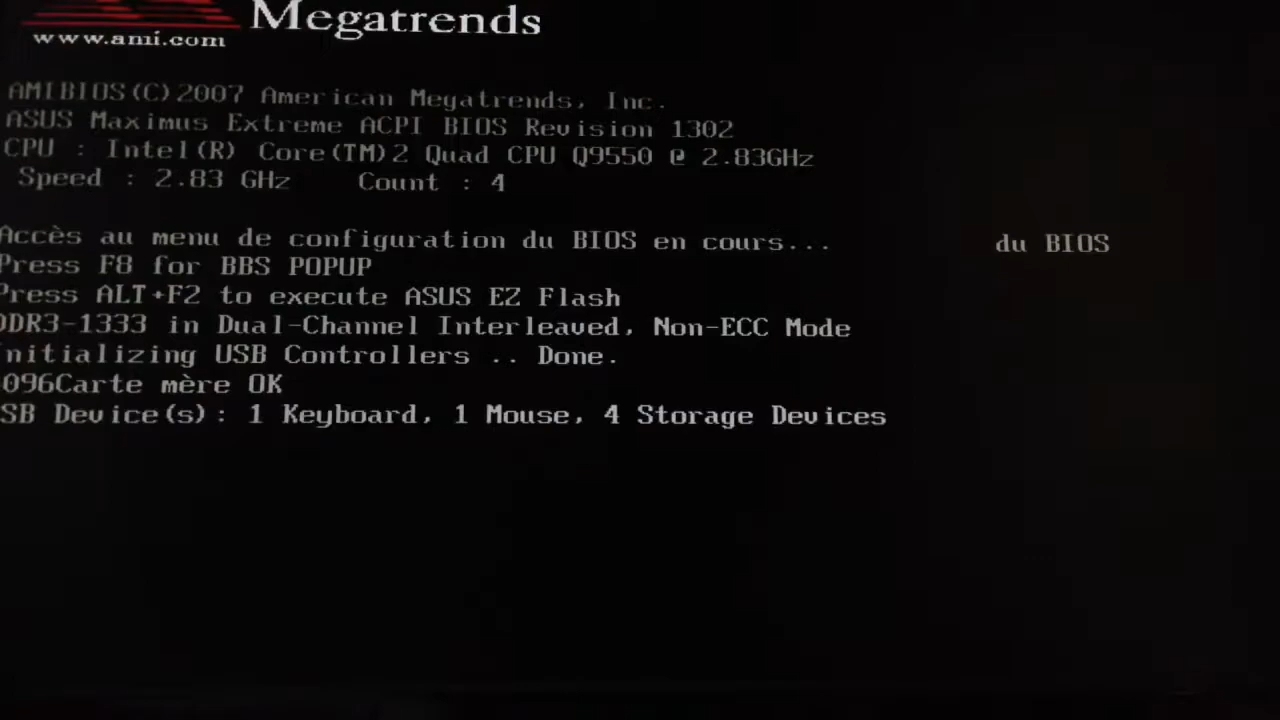 Megatrends
www.ami.com
AMIBIOS(C)2007 American Megatrends, Inc.
ASUS Maximus Extreme ACPI BIOS Revision 1302
CPU : Intel(R) Core(TM)2 Quad CPU Q9550 @ 2.83GHz
Speed : 2.83 GHz Count : 4
Accès au menu de configuration du BIOS en cours... du BIOS
Press F8 for BBS POPUP
Press ALT+F2 to execute ASUS EZ Flash
DDR3-1333 in Dual-Channel Interleaved, Non-ECC Mode
Initializing USB Controllers .. Done.
096Carte mère OK
SB Device(s): 1 Keyboard, 1 Mouse, 4 Storage Devices